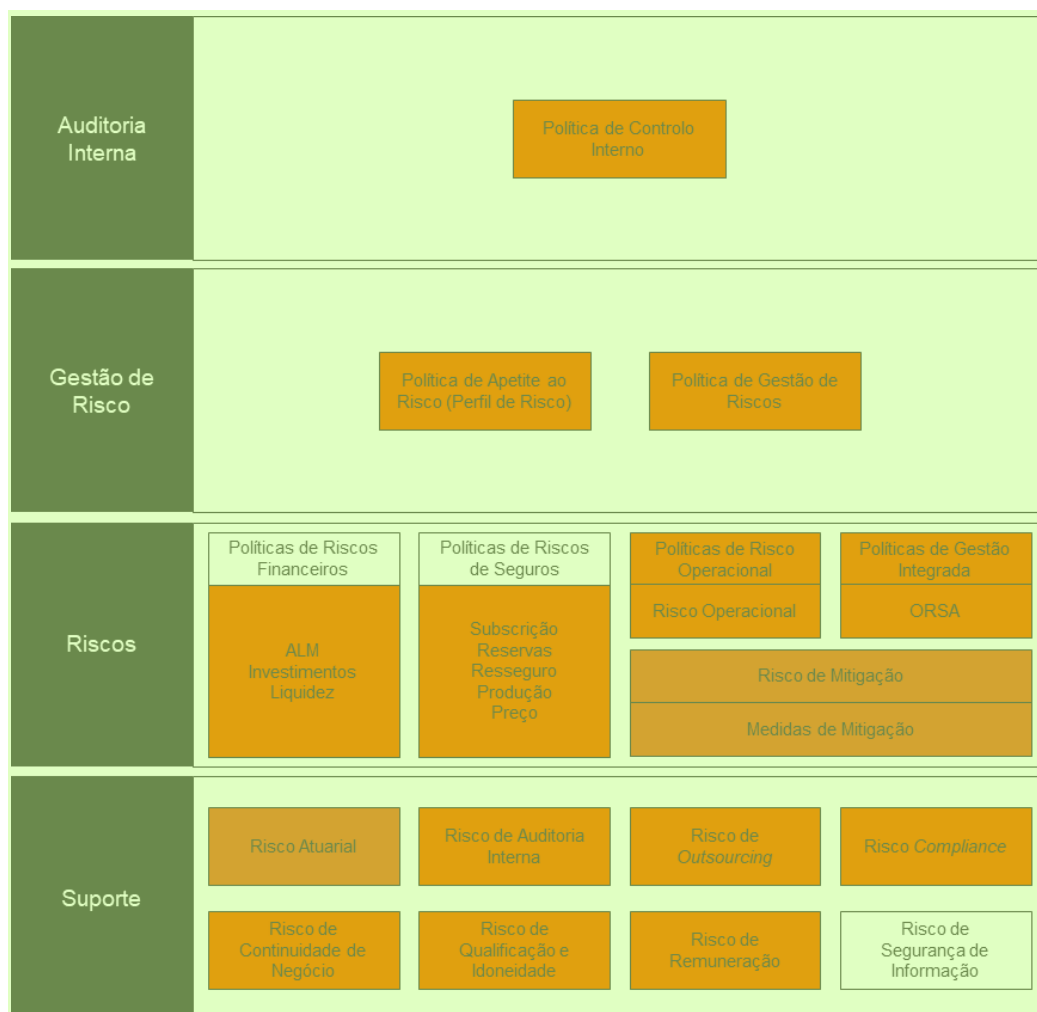 Auditoria
Interna
Política de Controlo
Interno
Gestão de
Risco
Política de Apetite ao
Risco (Perfil de Risco)
Política de Gestão de
Riscos
Riscos
Políticas de Riscos
Financeiros
ALM
Investimentos
Liquidez
Políticas de Riscos
de Seguros
Subscrição
Reservas
Resseguro
Produção
Preço
Políticas de Risco
Operacional
Risco Operacional
Políticas de Gestão
Integrada
ORSA
Risco de Mitigação
Medidas de Mitigação
Suporte
Risco Atuarial
Risco de Auditoria
Interna
Risco de
Outsourcing
Risco Compliance
Risco de
Continuidade de
Negócio
Risco de
Qualificação e
Idoneidade
Risco de
Remuneração
Risco de
Segurança de
Informação